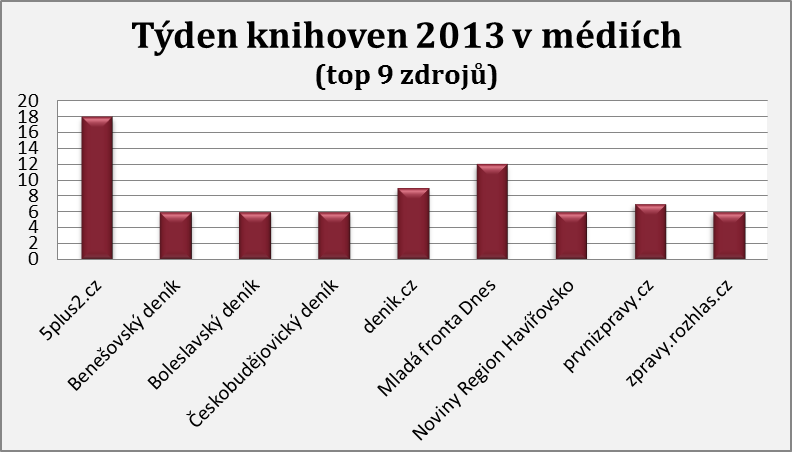 Týden knihoven 2013 v médiích
(top 9 zdrojů)
20
18
16
14
12
10
8
6
4
2
0
5plus2.cz
Benešovský deník
Boleslavský deník
Českobudějovický deník
denik.cz
Mladá fronta Dnes
Noviny Region Havířovsko
prvnizpravy.cz
zpravy.rozhlas.cz